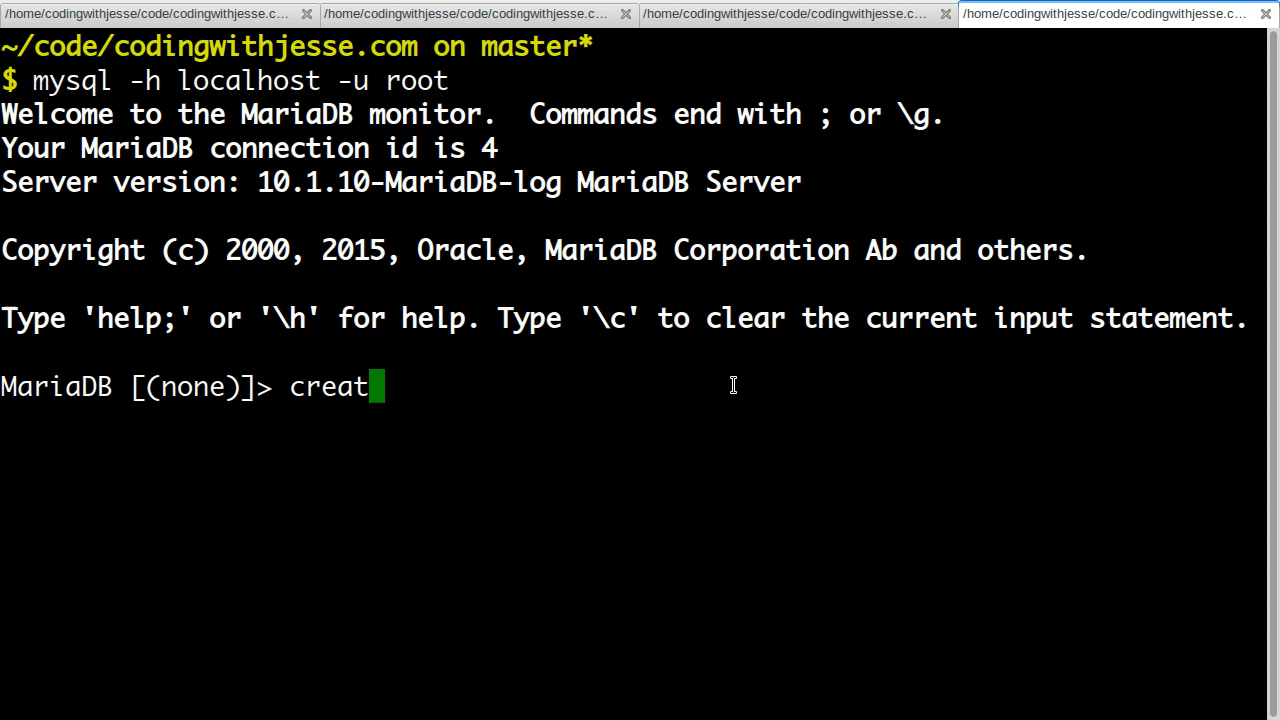 /home/codingwithjesse/code/codingwithjesse.c...
/home/codingwithjesse/code/codingwithjesse.c...
/home/codingwithjesse/code/codingwithjesse.c...
/home/codingwithjesse/code/codingwithjesse.c...
~/code/codingwithjesse.com on master*
$ mysql -h localhost -u root
Welcome to the MariaDB monitor.  Commands end with ; or \g.
Your MariaDB connection id is 4
Server version: 10.1.10-MariaDB-log MariaDB Server
Copyright (c) 2000, 2015, Oracle, MariaDB Corporation Ab and others.
Type 'help;' or '\h' for help. Type '\c' to clear the current input statement.
MariaDB [(none)]> creat